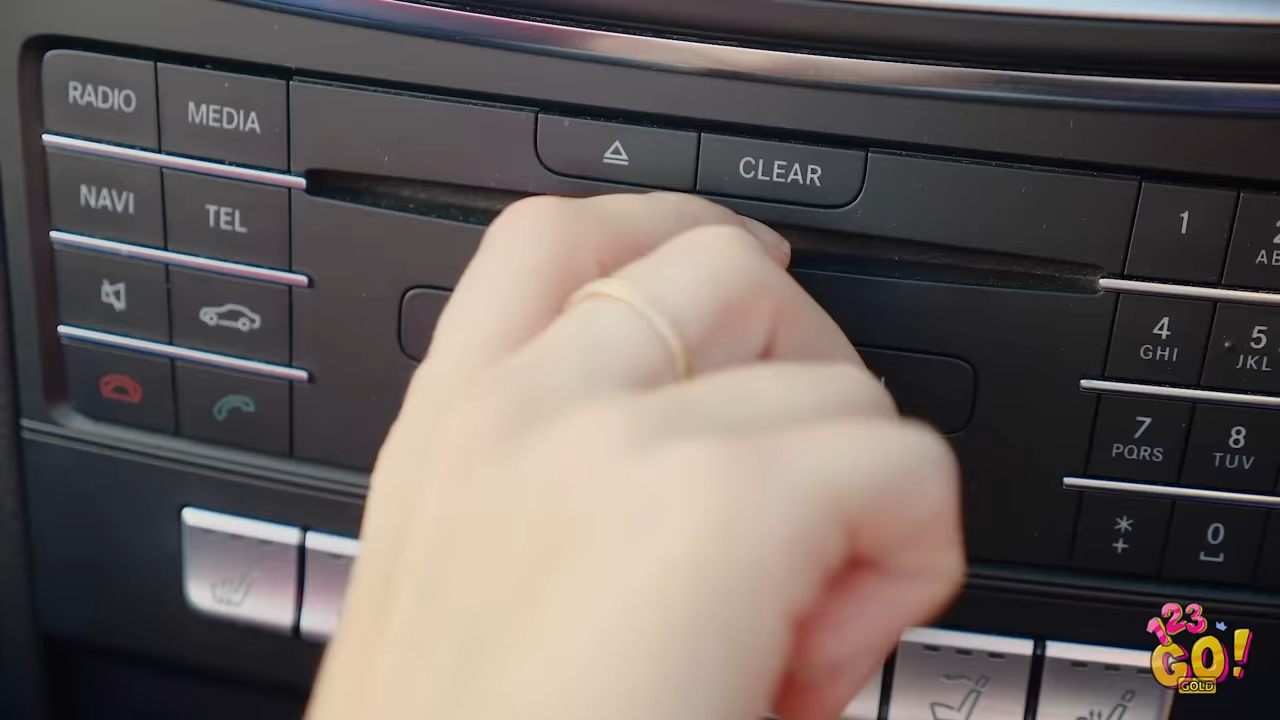 RADIO
MEDIA
CLEAR
NAVI
TEL
1
4
GHI
5
JKL
7
PQRS
8
TUV
*
+
0
123
GO!
GOLD